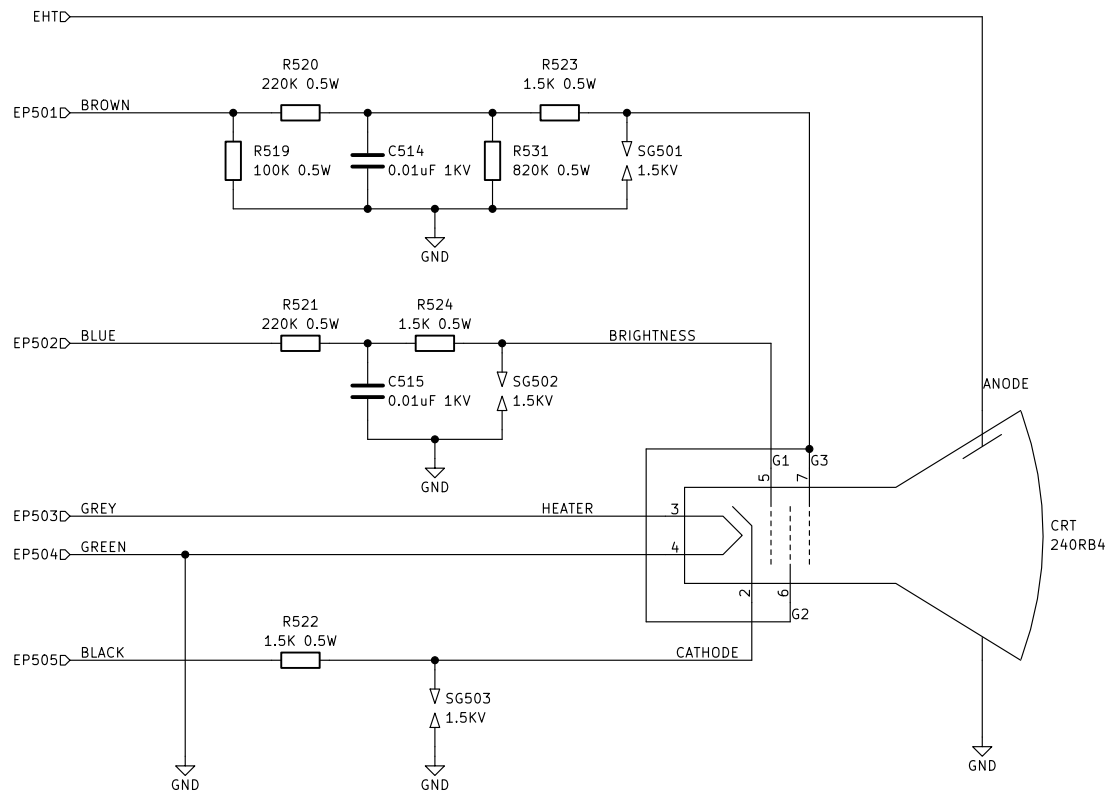 EHT
R520
220K 0.5W
R523
1.5K 0.5W
EP501 BROWN
R519
100K 0.5W
C514
0.01uF 1KV
R531
820K 0.5W
SG501
1.5KV
GND
R521
220K 0.5W
R524
1.5K 0.5W
EP502 BLUE
BRIGHTNESS
C515
0.01uF 1KV
SG502
1.5KV
GND
ANODE
G1
G3
5
7
EP503 GREY
HEATER
3
EP504 GREEN
4
CRT
240RB4
2
6
G2
R522
1.5K 0.5W
EP505 BLACK
CATHODE
SG503
1.5KV
GND
GND
GND